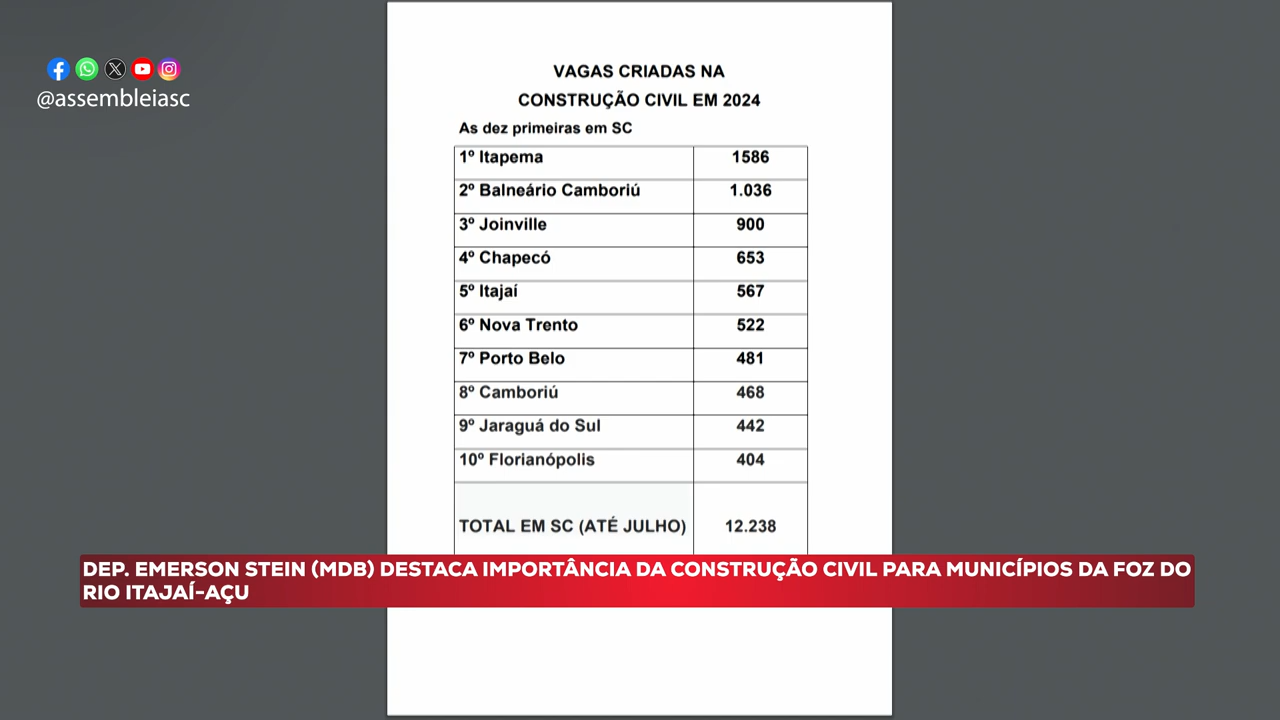 @assembleiasc
VAGAS CRIADAS NA
CONSTRUÇÃO CIVIL EM 2024
As dez primeiras em SC
1º Itapema 1586
2º Balneário Camboriú 1.036
3º Joinville 900
4º Chapecó 653
5º Itajaí 567
6º Nova Trento 522
7º Porto Belo 481
8º Camboriú 468
9º Jaraguá do Sul 442
10º Florianópolis 404
TOTAL EM SC (ATÉ JULHO) 12.238
DEP. EMERSON STEIN (MDB) DESTACA IMPORTÂNCIA DA CONSTRUÇÃO CIVIL PARA MUNICÍPIOS DA FOZ DO
RIO ITAJAÍ-AÇU